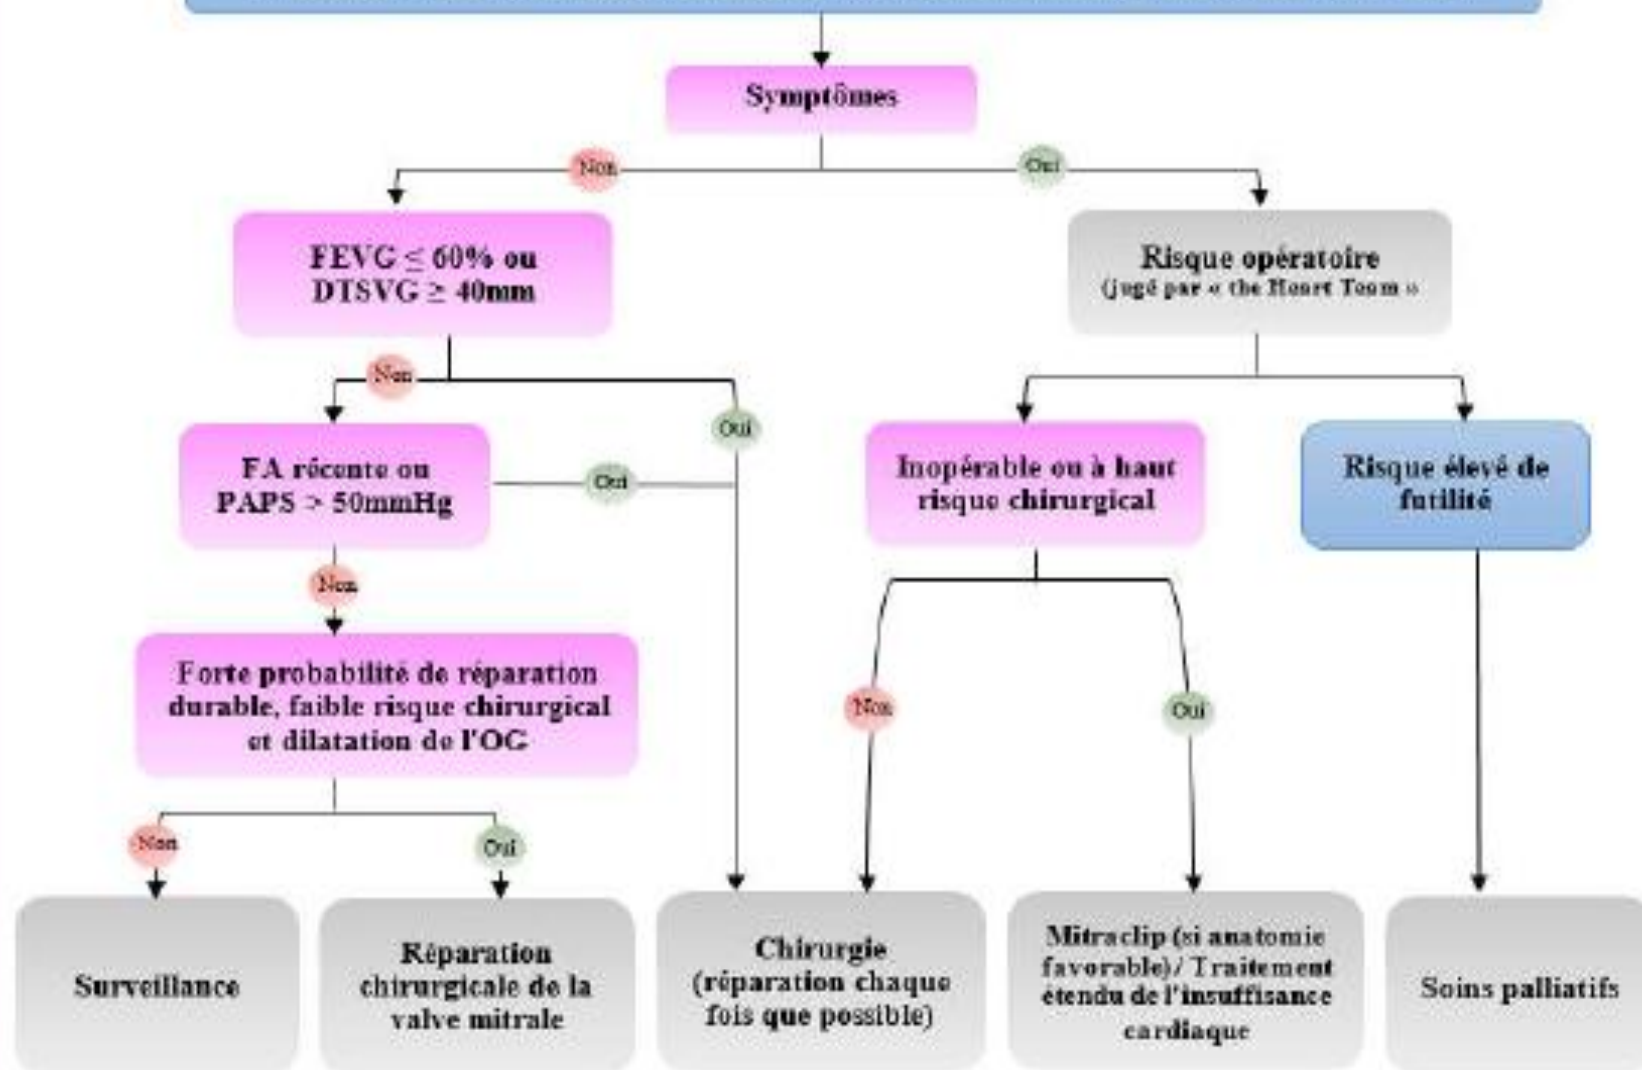 Symptômes
Non
Oui
FEVG ≤ 60% ou
DTSVG ≥ 40mm
Risque opératoire
(jugé par « the Heart Team »
Non
Oui
FA récente ou
PAPS > 50mmHg
Oui
Inopérable ou à haut
risque chirurgical
Risque élevé de
futilité
Non
Forte probabilité de réparation
durable, faible risque chirurgical
et dilatation de l'OG
Non
Oui
Non
Oui
Surveillance
Réparation
chirurgicale de la
valve mitrale
Chirurgie
(réparation chaque
fois que possible)
Mitraclip (si anatomie
favorable) / Traitement
étendu de l'insuffisance
cardiaque
Soins palliatifs